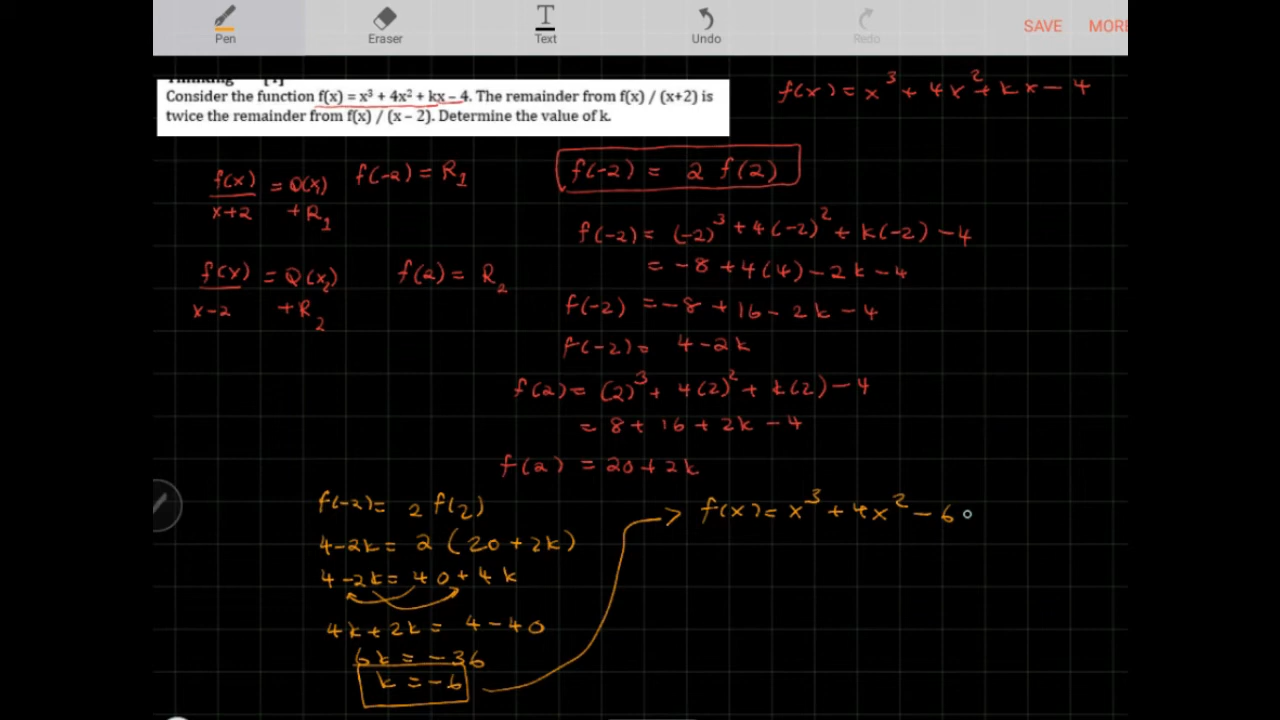 Pen Eraser Text Undo Redo SAVE MORE
Thinking [4]
Consider the function f(x) = x³ + 4x² + kx – 4. The remainder from f(x) / (x+2) is
twice the remainder from f(x) / (x – 2). Determine the value of k.
f(x) = x³ + 4x² + kx – 4
f(x)/x+2 = Q(x) + R₁
f(-2) = R₁
f(x)/x-2 = Q(x₂) + R₂
f(2) = R₂
f(-2) = 2 f(2)
f(-2) = (-2)³ + 4(-2)² + k(-2) - 4
= -8 + 4(4) - 2k - 4
f(-2) = -8 + 16 - 2k - 4
f(-2) = 4 - 2k
f(2) = (2)³ + 4(2)² + k(2) - 4
= 8 + 16 + 2k - 4
f(2) = 20 + 2k
f(-2) = 2 f(2)
4-2k = 2 (20 + 2k)
4-2k = 40 + 4k
4k + 2k = 4 - 40
6k = -36
k = -6
f(x) = x³ + 4x² - 6